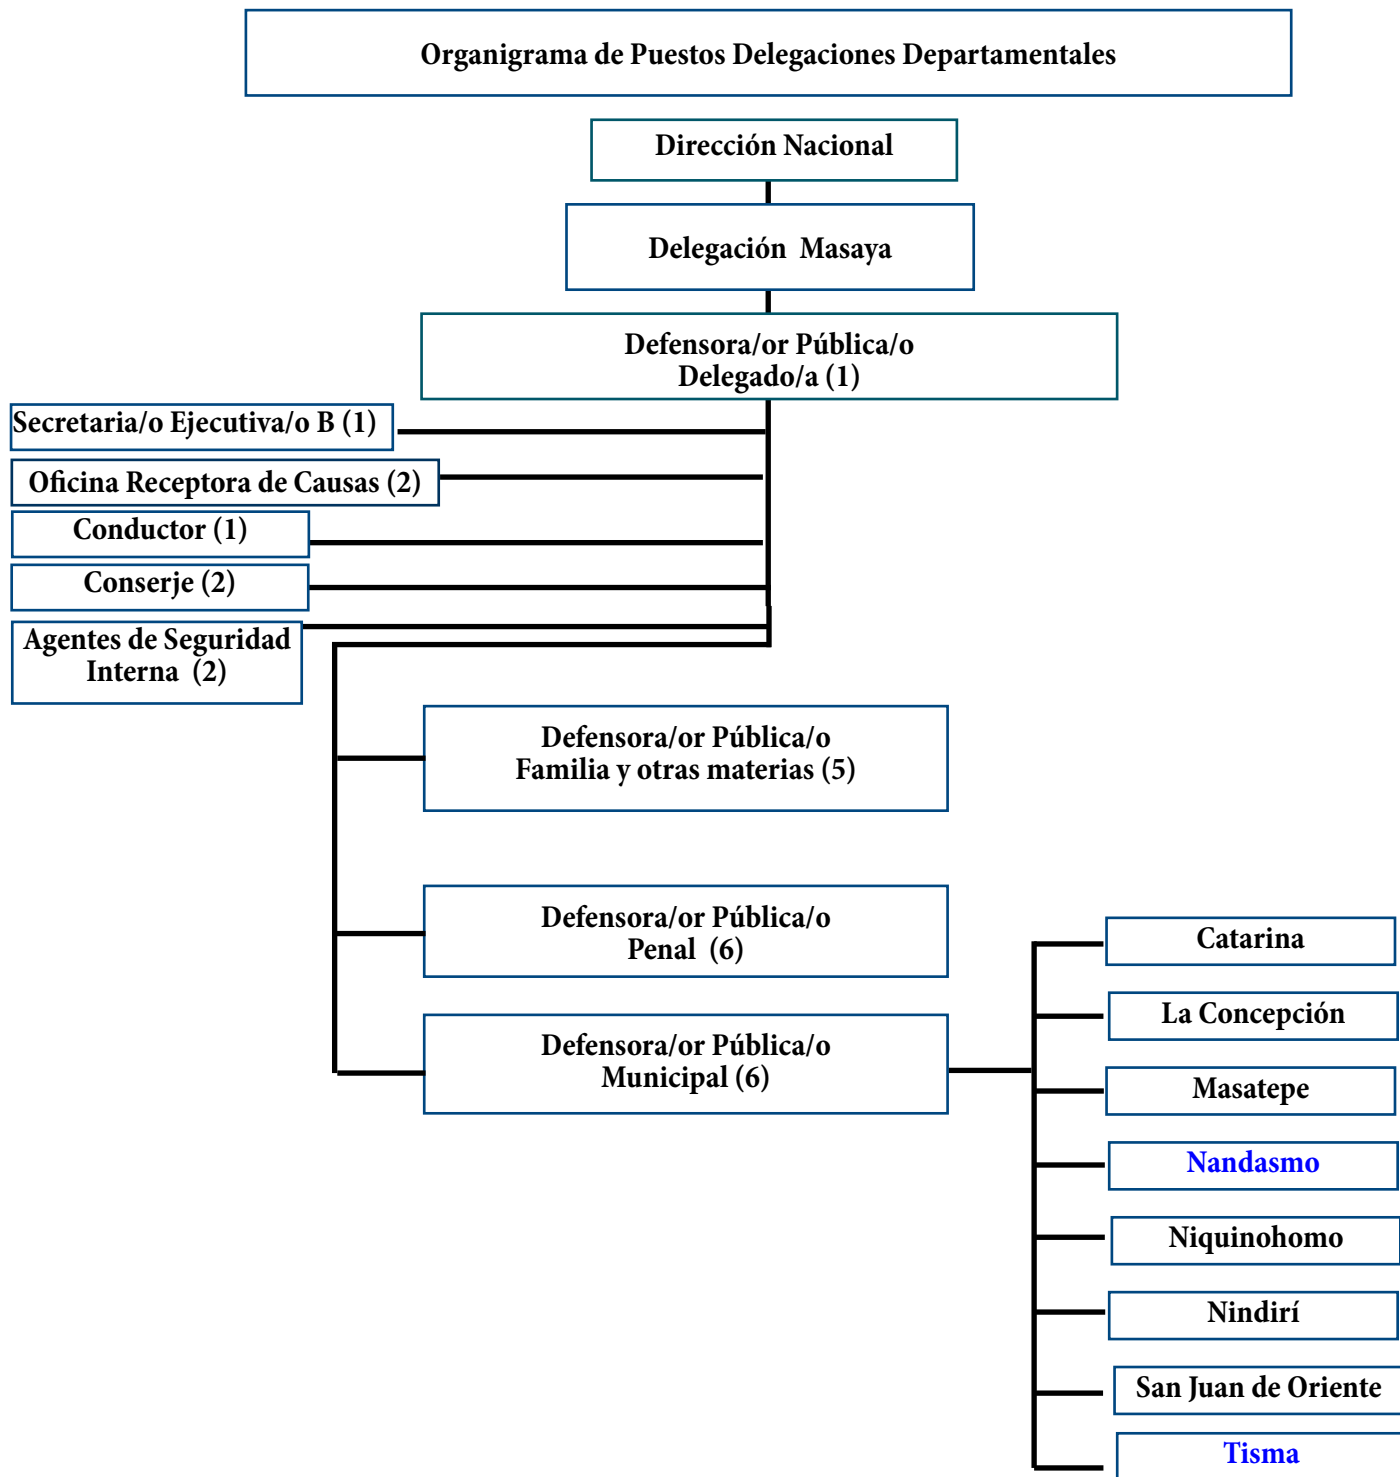 Organigrama de Puestos Delegaciones Departamentales
Dirección Nacional
Delegación Masaya
Defensora/or Pública/o
Delegado/a (1)
Secretaria/o Ejecutiva/o B (1)
Oficina Receptora de Causas (2)
Conductor (1)
Conserje (2)
Agentes de Seguridad
Interna (2)
Defensora/or Pública/o
Familia y otras materias (5)
Defensora/or Pública/o
Penal (6)
Defensora/or Pública/o
Municipal (6)
Catarina
La Concepción
Masatepe
Nandasmo
Niquinohomo
Nindirí
San Juan de Oriente
Tisma